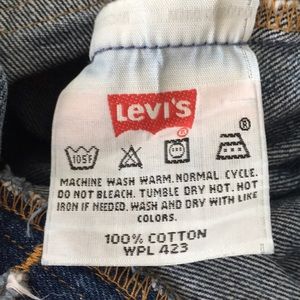 LEVI'S
®
105F
®
MACHINE WASH WARM. NORMAL CYCLE.
DO NOT BLEACH. TUMBLE DRY HOT. HOT
IRON IF NEEDED. WASH AND DRY WITH LIKE
COLORS.
100% COTTON
WPL 423